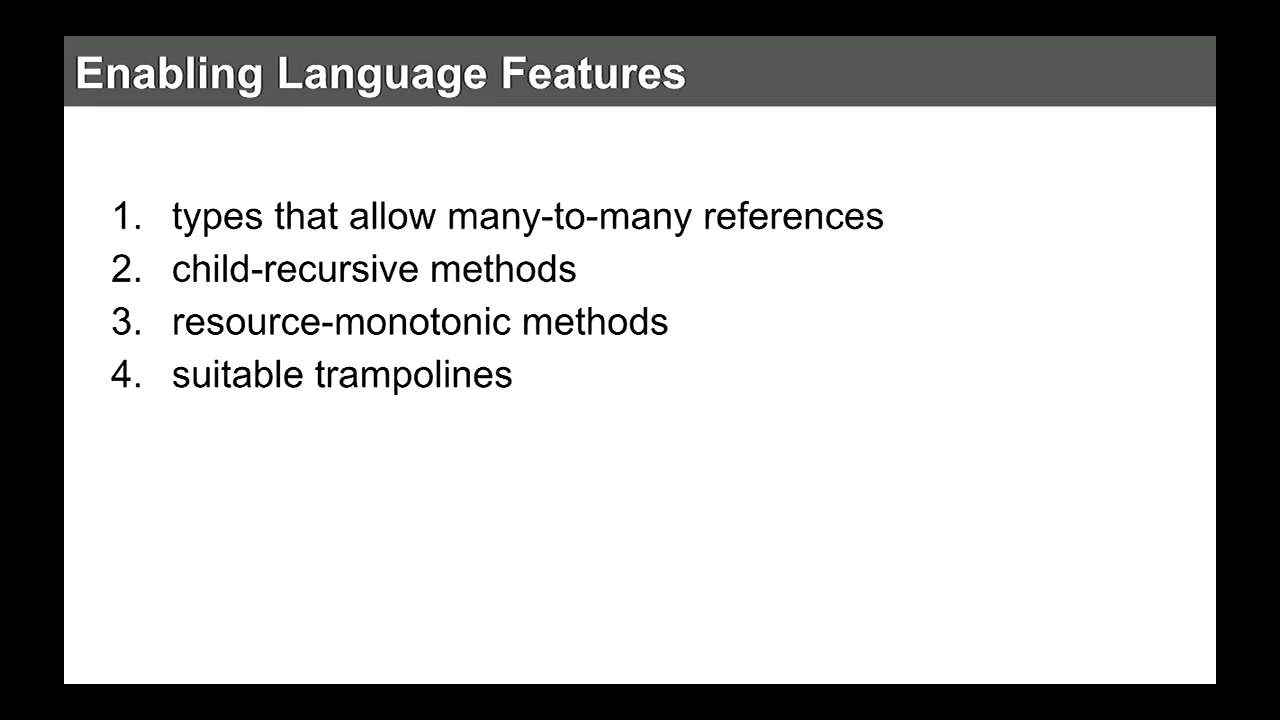 Enabling Language Features
1. types that allow many-to-many references
2. child-recursive methods
3. resource-monotonic methods
4. suitable trampolines